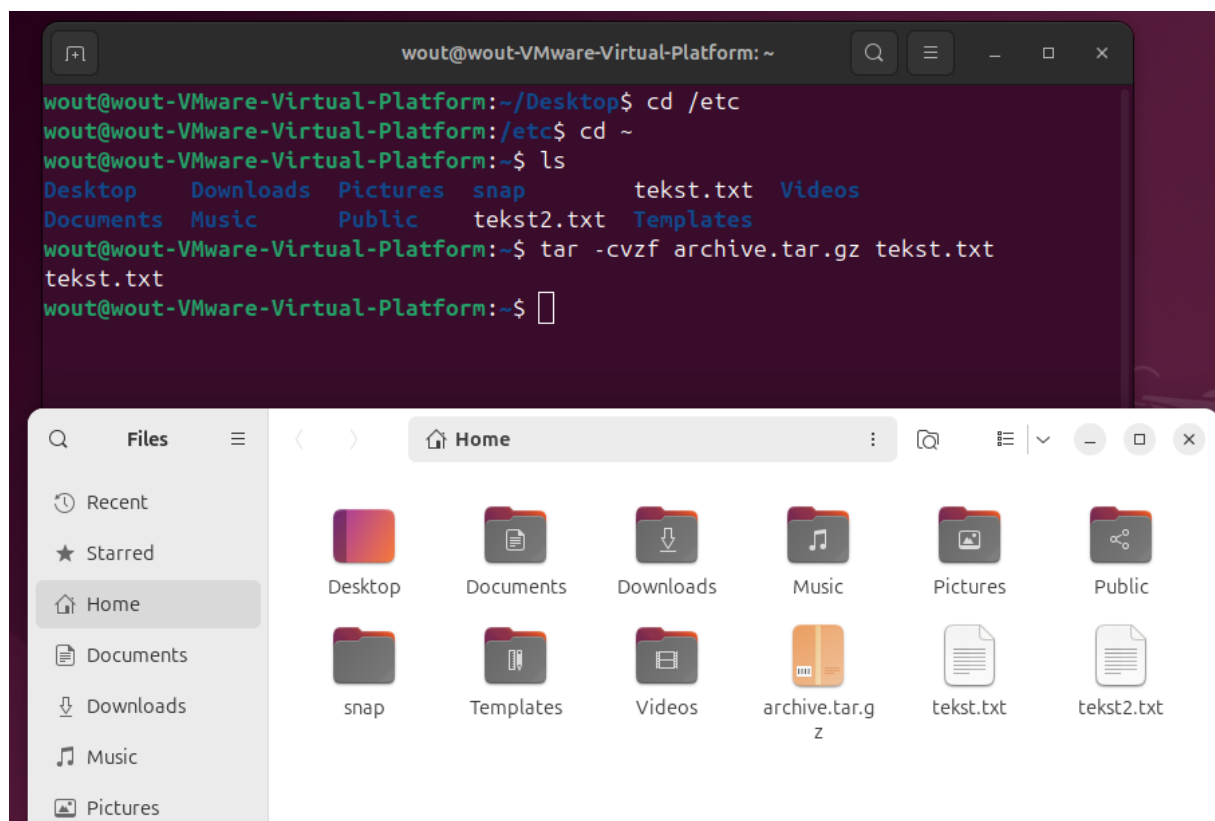 wout@wout-VMware-Virtual-Platform: ~
wout@wout-VMware-Virtual-Platform:~/Desktop$ cd /etc
wout@wout-VMware-Virtual-Platform:/etc$ cd ~
wout@wout-VMware-Virtual-Platform:~$ ls
Desktop Downloads Pictures snap tekst.txt Videos
Documents Music Public tekst2.txt Templates
wout@wout-VMware-Virtual-Platform:~$ tar -cvzf archive.tar.gz tekst.txt
tekst.txt
wout@wout-VMware-Virtual-Platform:~$
Files
Home
Recent
Starred
Home
Documents
Downloads
Music
Pictures
Desktop Documents Downloads Music Pictures Public
snap Templates Videos archive.tar.g tekst.txt tekst2.txt
z